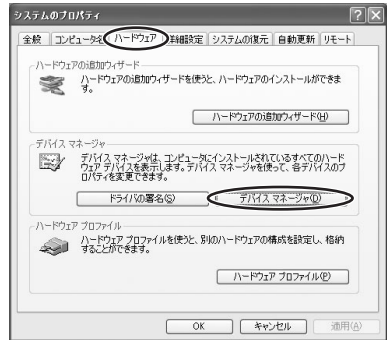 システムのプロパティ
全般 コンピュータ名 ハードウェア 詳細設定 システムの復元 自動更新 リモート
ハードウェアの追加ウィザード
ハードウェアの追加ウィザードを使うと、ハードウェアのインストールができま
す。
ハードウェアの追加ウィザード(H)
デバイス マネージャ
デバイス マネージャは、コンピュータにインストールされているすべてのハード
ウェア デバイスを表示します。デバイス マネージャを使って、各デバイスのプ
ロパティを変更できます。
ドライバの署名(S) デバイス マネージャ(D)
ハードウェア プロファイル
ハードウェア プロファイルを使うと、別のハードウェアの構成を設定し、格納
することができます。
ハードウェア プロファイル(P)
OK キャンセル 適用(A)